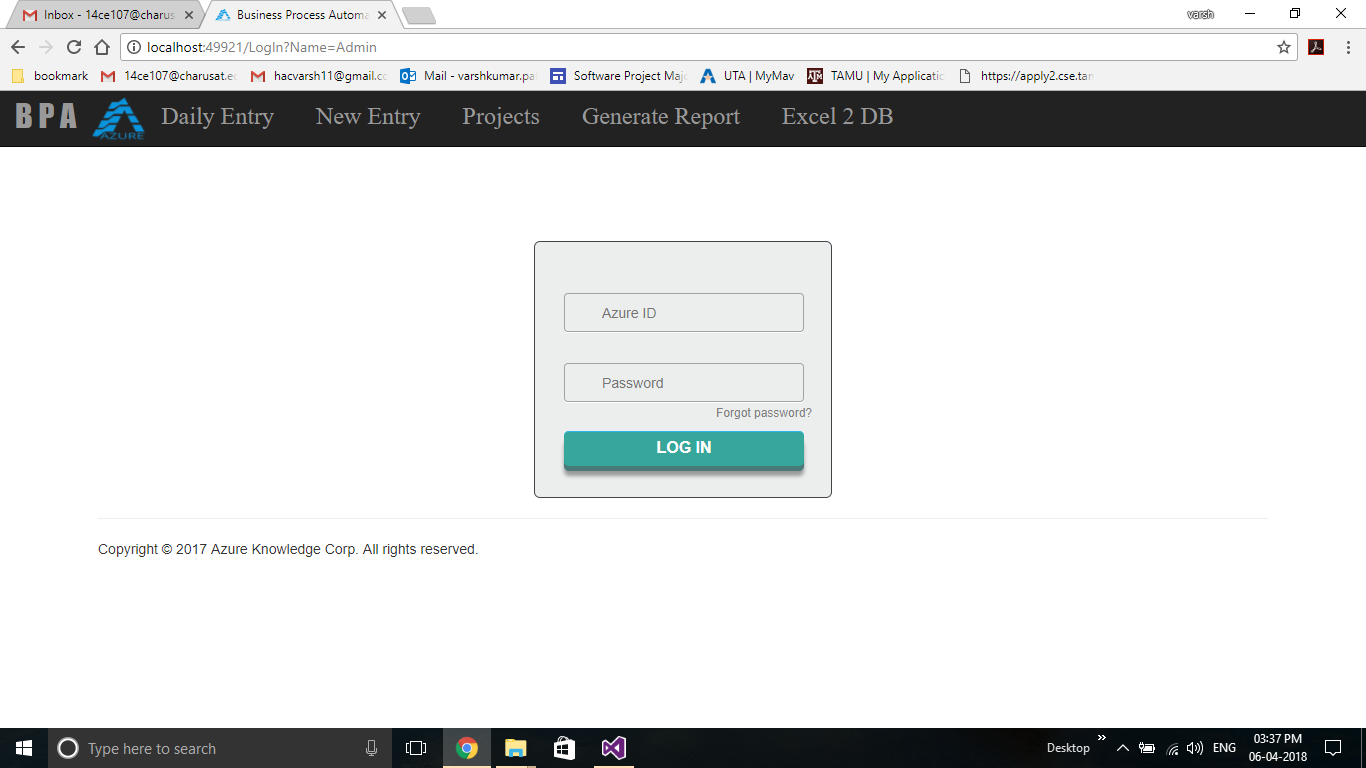 Inbox - 14ce107@charus
Business Process Automa
varsh
localhost:49921/LogIn?Name=Admin
bookmark
14ce107@charusat.ec
hacvarsh11@gmail.cc
Mail - varshkumar.pa
Software Project Maj
UTA | MyMav
TAMU | My Applicatic
https://apply2.cse.tan
BPA
AZURE
Daily Entry
New Entry
Projects
Generate Report
Excel 2 DB
Azure ID
Password
Forgot password?
LOG IN
Copyright © 2017 Azure Knowledge Corp. All rights reserved.
Type here to search
Desktop
ENG
03:37 PM
06-04-2018